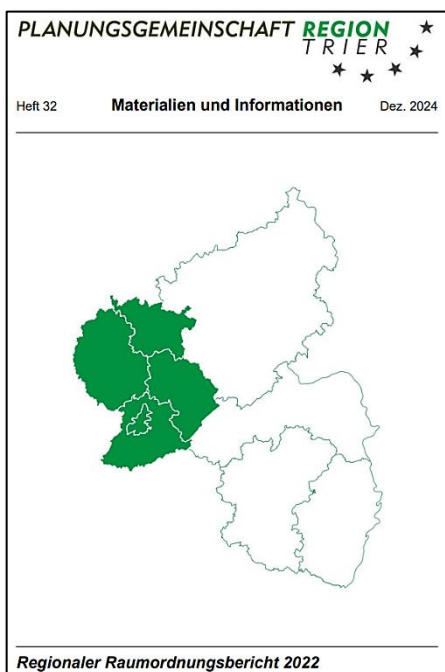 PLANUNGSGEMEINSCHAFT REGION
TRIER
Heft 32 Materialien und Informationen Dez. 2024
Regionaler Raumordnungsbericht 2022